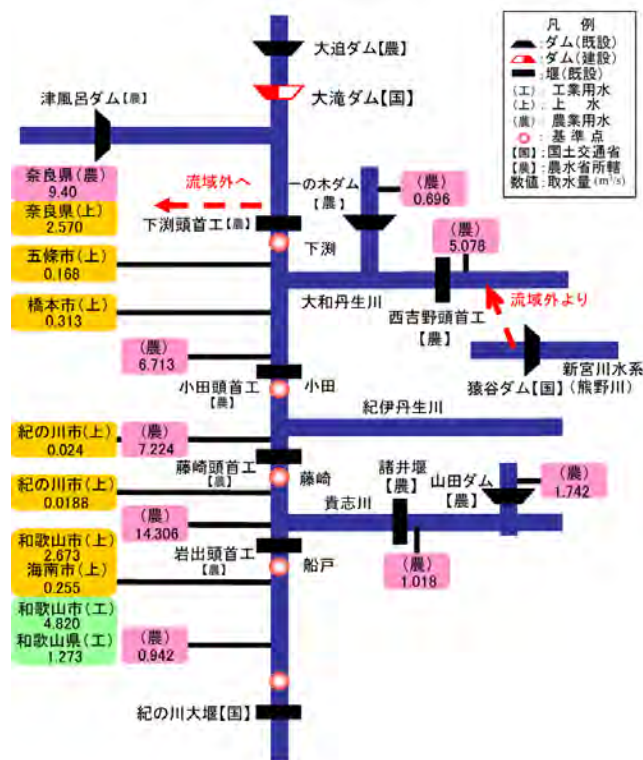 凡 例
:ダム(既設)
:ダム(建設)
:堰(既設)
(工):工業用水
(上):上 水
(農):農業用水
:基 準 点
【国】:国土交通省
【農】:農水省所轄
数値:取水量(m³/s)
大迫ダム【農】
大滝ダム【国】
津風呂ダム【農】
奈良県(農)
9.40
奈良県(上)
2.570
流域外へ
下渕頭首工【農】
下渕
一の木ダム
【農】
(農)
0.696
(農)
5.078
五條市(上)
0.168
橋本市(上)
0.313
大和丹生川
西吉野頭首工
【農】
流域外より
新宮川水系
(熊野川)
猿谷ダム【国】
(農)
6.713
小田頭首工
【農】
小田
紀伊丹生川
紀の川市(上)
0.024
(農)
7.224
藤崎頭首工
【農】
藤崎
紀の川市(上)
0.0188
貴志川
諸井堰
【農】
山田ダム
【農】
(農)
1.742
(農)
14.306
岩出頭首工
【農】
船戸
(農)
1.018
和歌山市(上)
2.673
海南市(上)
0.255
和歌山市(工)
4.820
和歌山県(工)
1.273
(農)
0.942
紀の川大堰【国】